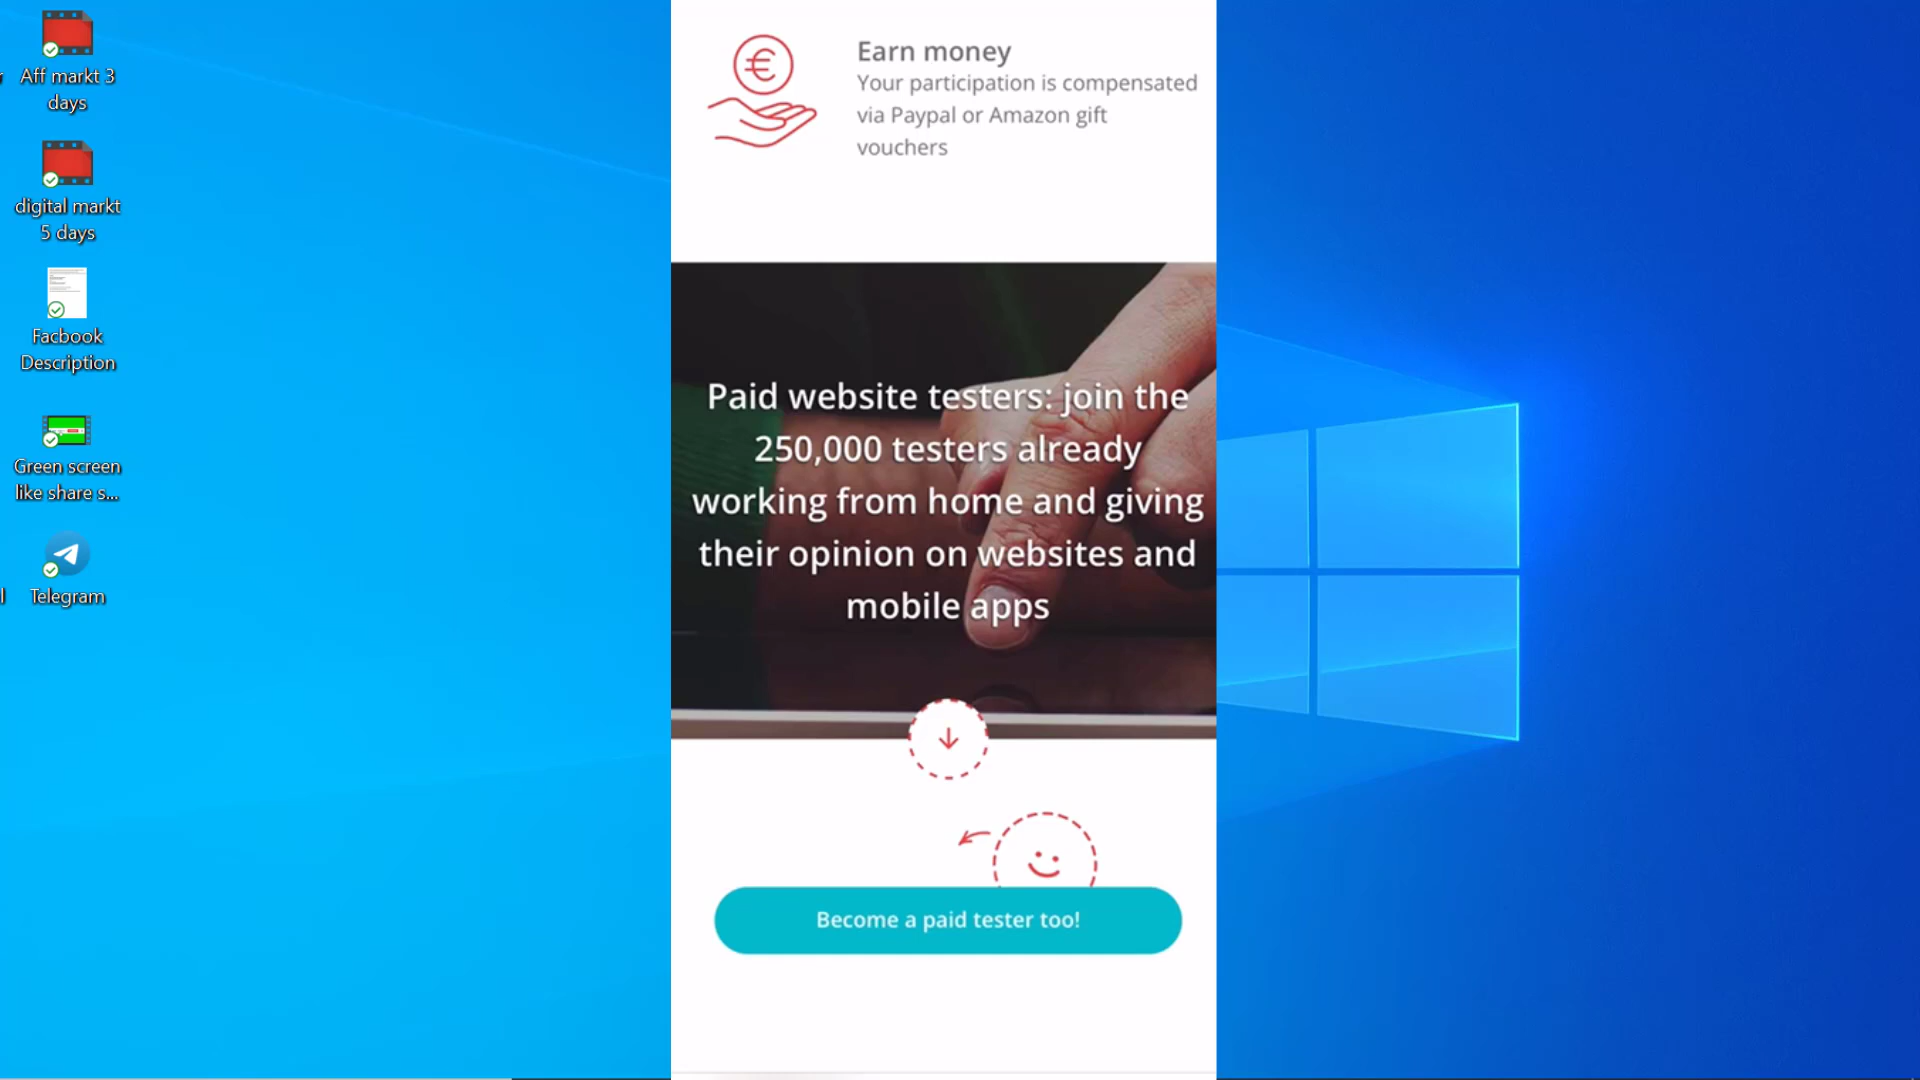 Aff markt 3
days
digital markt
5 days
Facbook
Description
Green screen
like share s...
Telegram
Earn money
Your participation is compensated
via Paypal or Amazon gift
vouchers
Paid website testers: join the
250,000 testers already
working from home and giving
their opinion on websites and
mobile apps
Become a paid tester too!